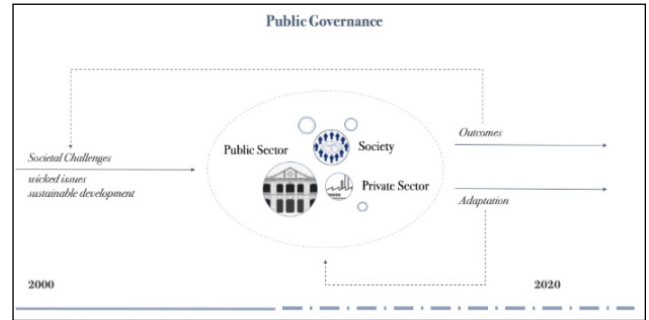 Public Governance
Outcomes
Public Sector
Society
Societal Challenges
wicked issues
sustainable development
Private Sector
Adaptation
2000
2020